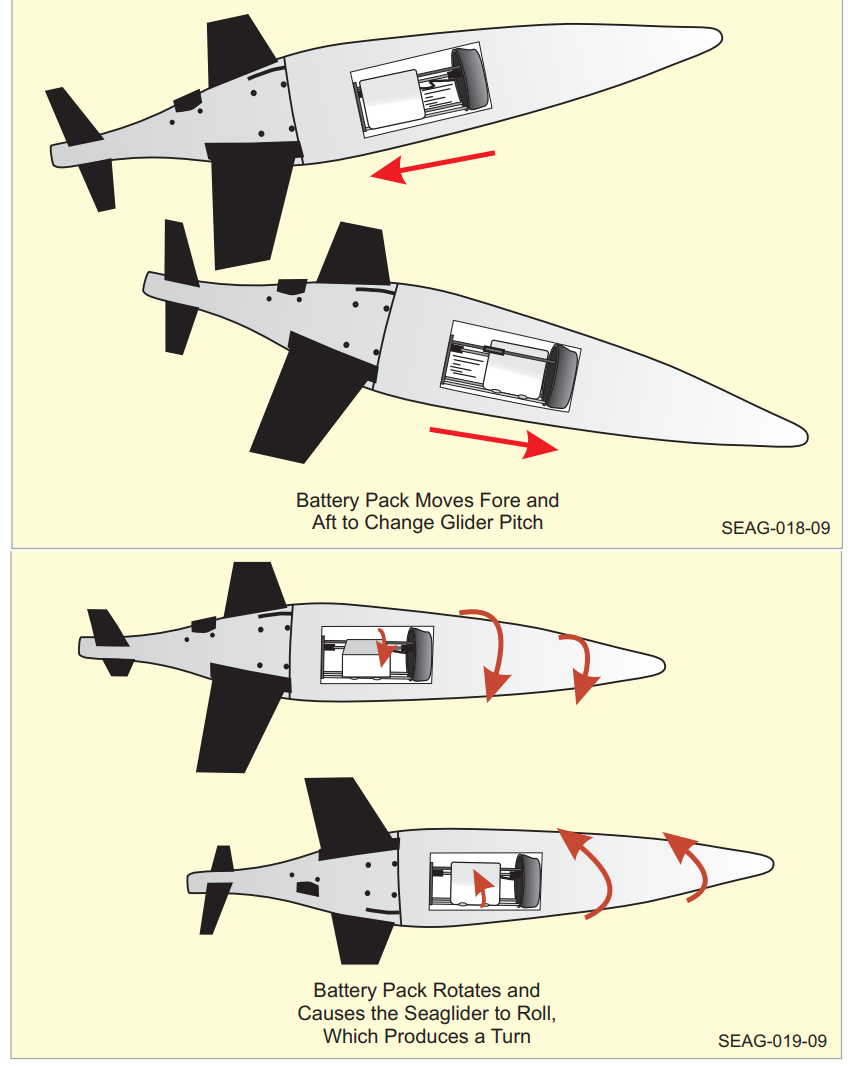 Battery Pack Moves Fore and
Aft to Change Glider Pitch
SEAG-018-09
Battery Pack Rotates and
Causes the Seaglider to Roll,
Which Produces a Turn
SEAG-019-09